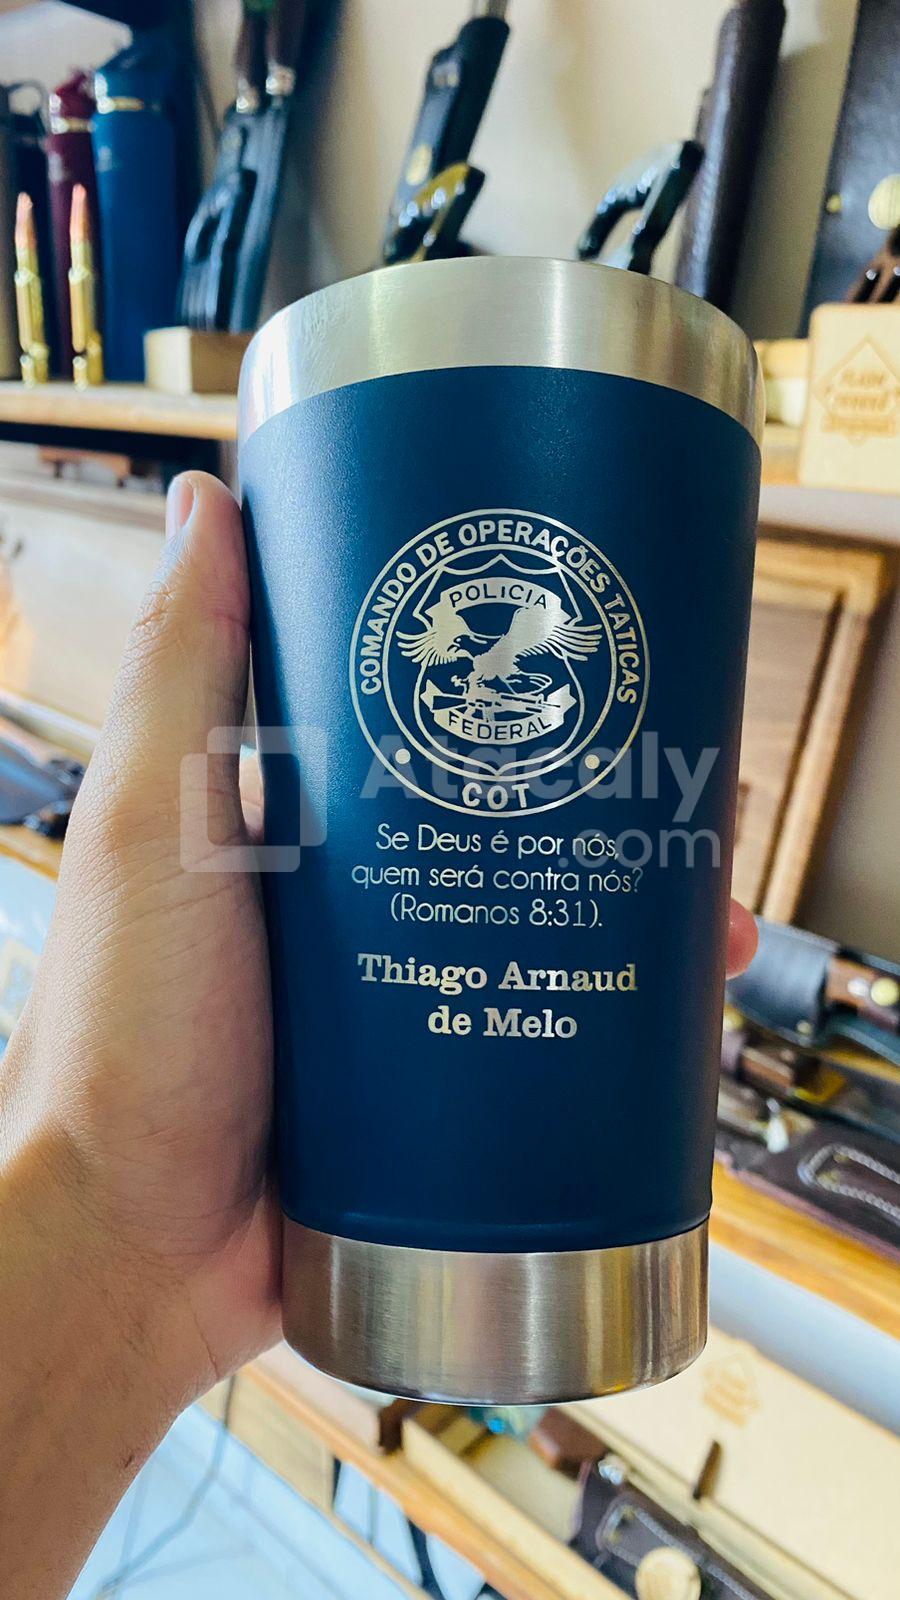 COMANDO DE OPERAÇÕES TATICAS
POLICIA
FEDERAL
COT
Se Deus é por nós,
quem será contra nós?
(Romanos 8:31).
Thiago Arnaud
de Melo
Atacaly
.com